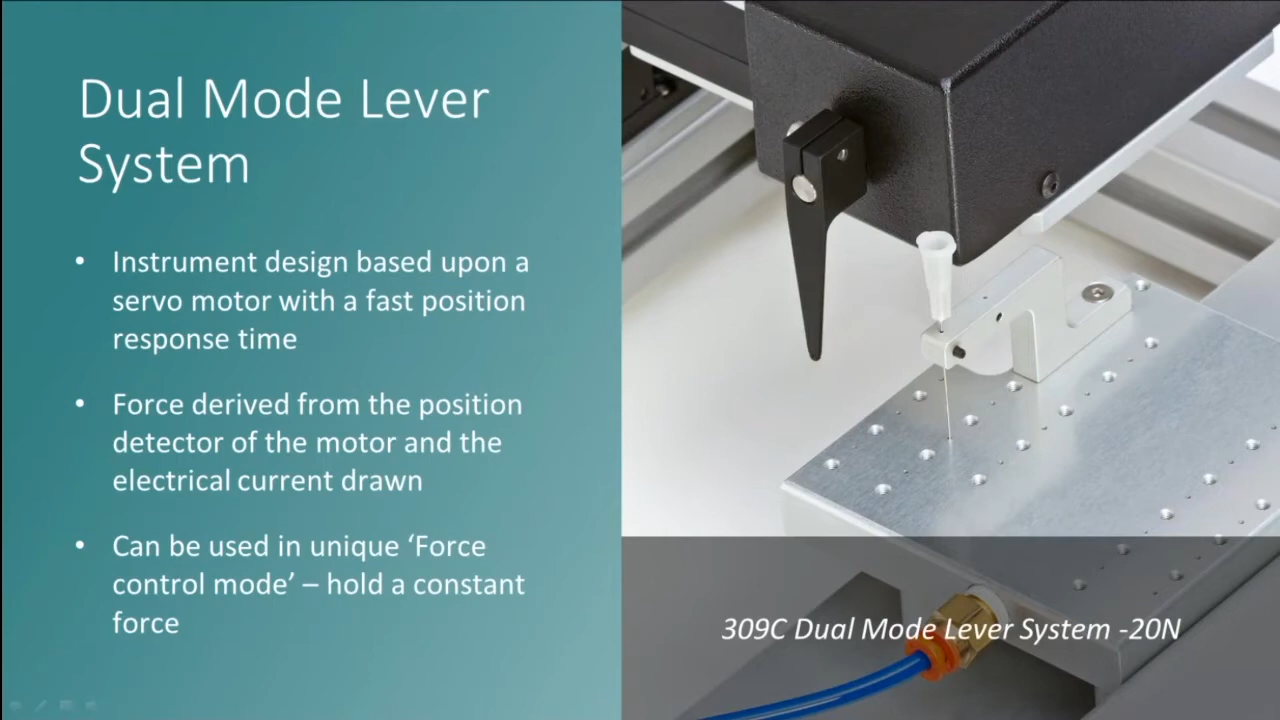 Dual Mode Lever
System
• Instrument design based upon a
servo motor with a fast position
response time
• Force derived from the position
detector of the motor and the
electrical current drawn
• Can be used in unique ‘Force
control mode’ – hold a constant
force
309C Dual Mode Lever System -20N